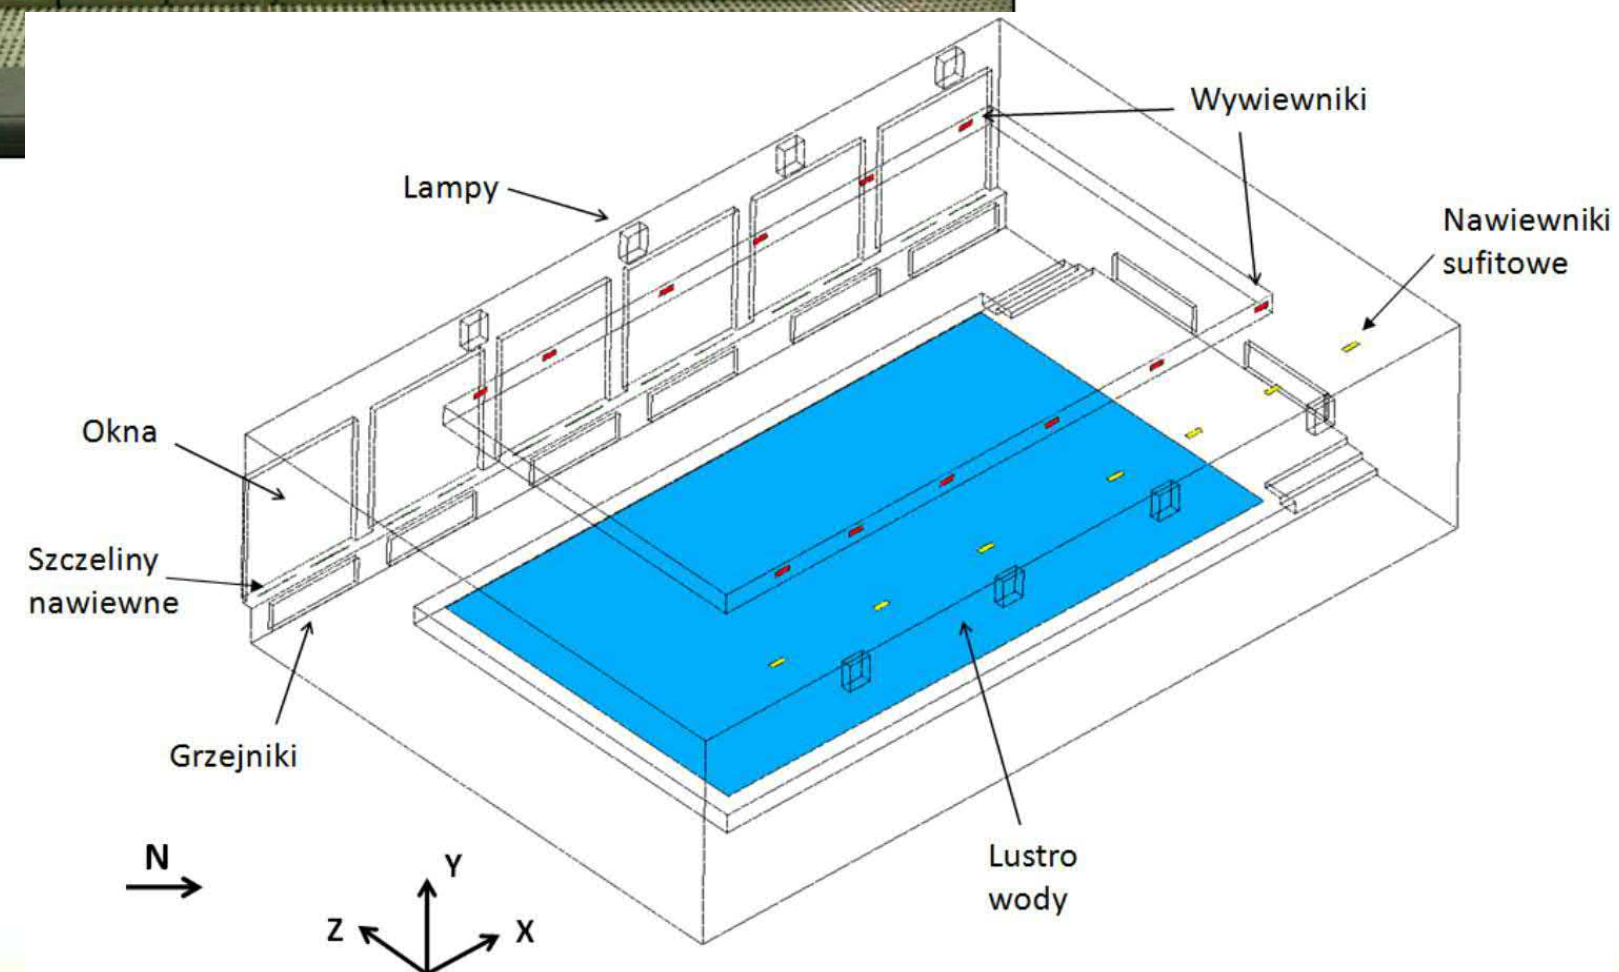 Wywiewniki
Lampy
Nawiewniki
sufitowe
Okna
Szczeliny
nawiewne
Grzejniki
Lustro
wody
N
Y
Z
X